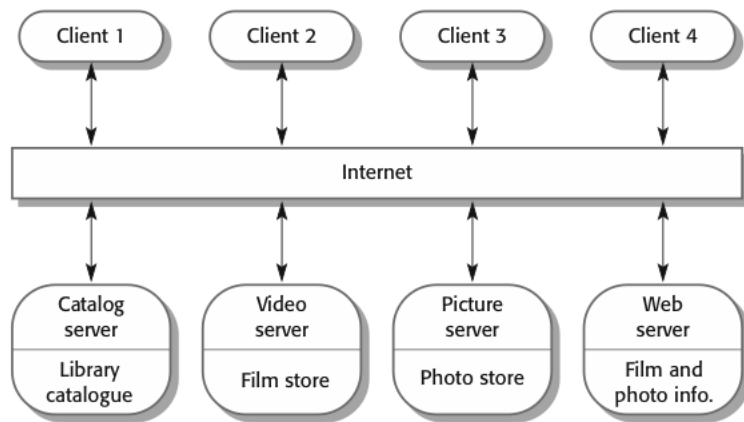 Client 1
Client 2
Client 3
Client 4
Internet
Catalog
server
Library
catalogue
Video
server
Film store
Picture
server
Photo store
Web
server
Film and
photo info.